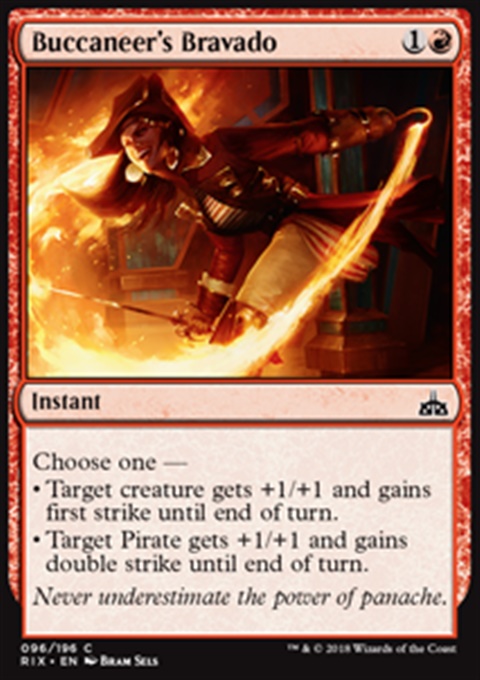 Buccaneer's Bravado 1
Instant
Choose one —
• Target creature gets +1/+1 and gains
first strike until end of turn.
• Target Pirate gets +1/+1 and gains
double strike until end of turn.
Never underestimate the power of panache.
096/196 C
RIX • EN Bram Sels
™ & © 2018 Wizards of the Coast